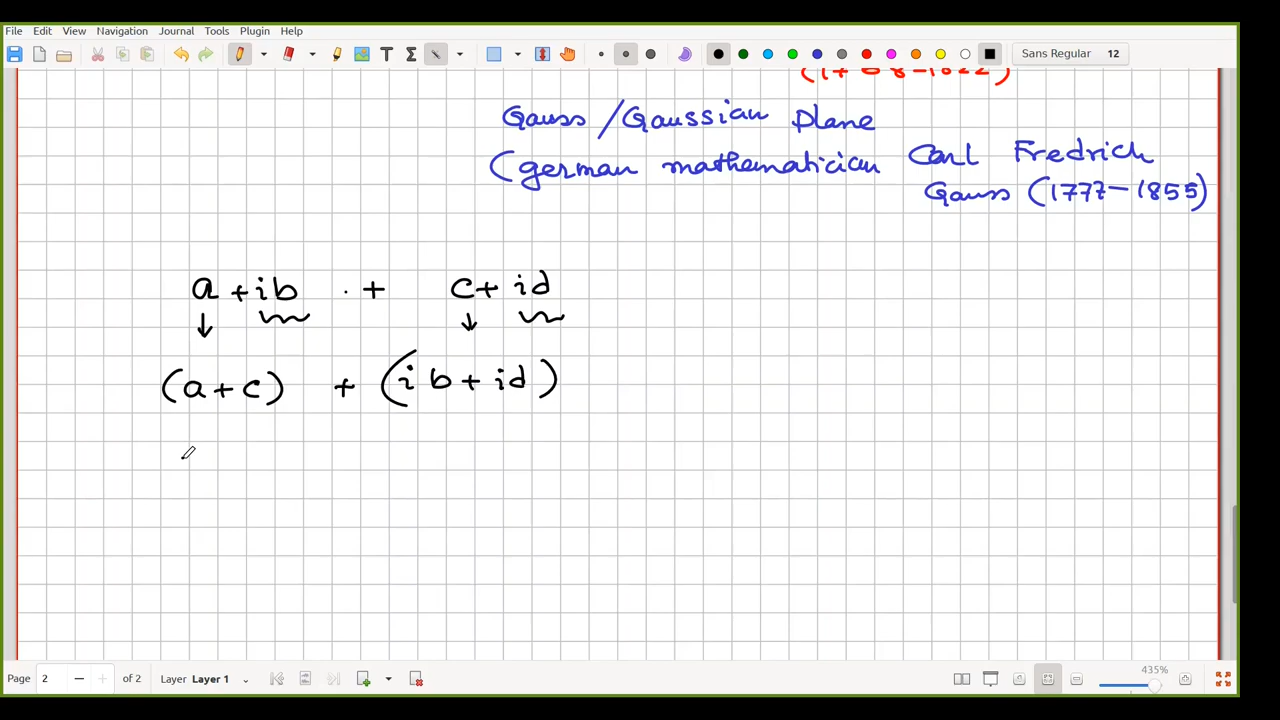 File Edit View Navigation Journal Tools Plugin Help
Sans Regular 12
Gauss/Gaussian plane
(german mathematician Carl Fredrich
Gauss (1777-1855)
a + ib . + c + id
(a + c) + (i b + id)
Page 2 of 2 Layer Layer 1 435%